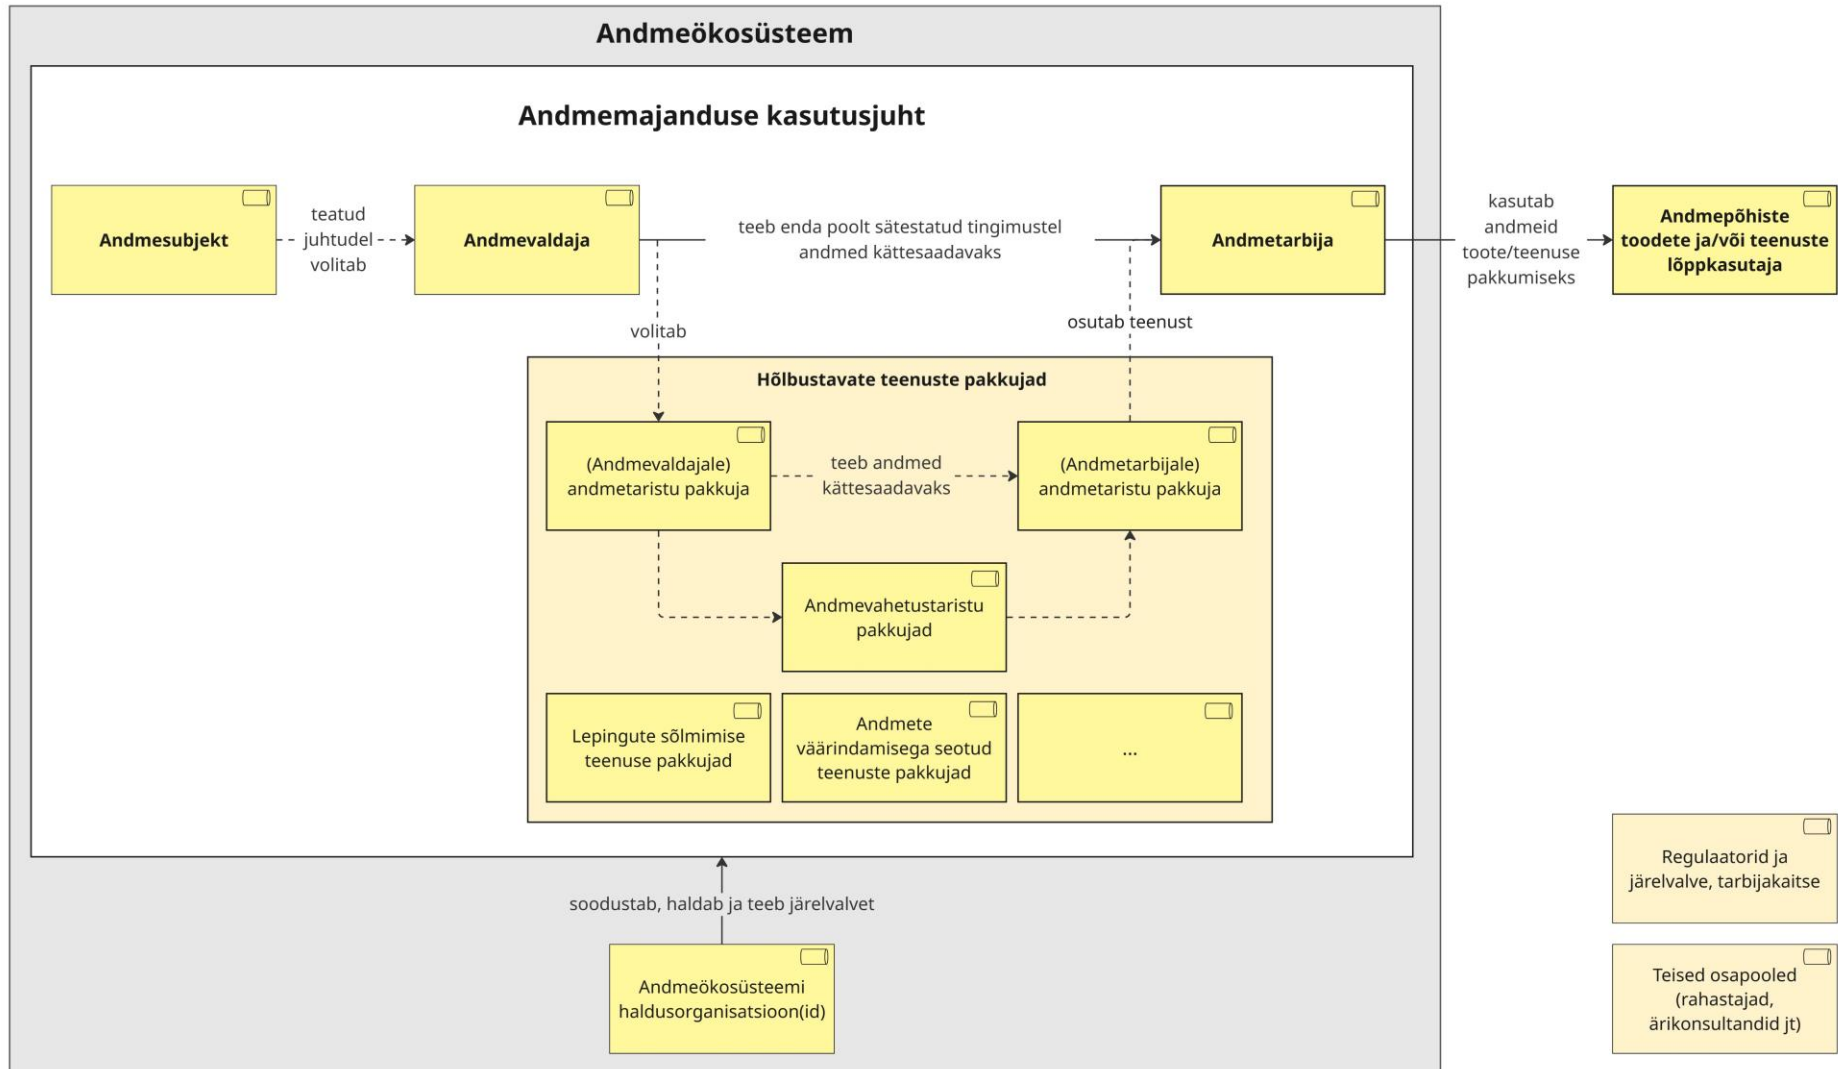 Andmeökosüsteem
Andmemajanduse kasutusjuht
Andmesubjekt
teatud
juhtudel
volitab
Andmevaldaja
teeb enda poolt sätestatud tingimustel
andmed kättesaadavaks
Andmetarbija
kasutab
andmeid
toote/teenuse
pakkumiseks
Andmepõhiste
toodete ja/või teenuste
lõppkasutaja
volitab
osutab teenust
Hõlbustavate teenuste pakkujad
(Andmevaldajale)
andmetaristu pakkuja
teeb andmed
kättesaadavaks
(Andmetarbijale)
andmetaristu pakkuja
Andmevahetustaristu
pakkujad
Lepingute sõlmimise
teenuse pakkujad
Andmete
väärindamisega seotud
teenuste pakkujad
...
soodustab, haldab ja teeb järelvalvet
Andmeökosüsteemi
haldusorganisatsioon(id)
Regulaatorid ja
järelvalve, tarbijakaitse
Teised osapooled
(rahastajad,
ärikonsultandid jt)